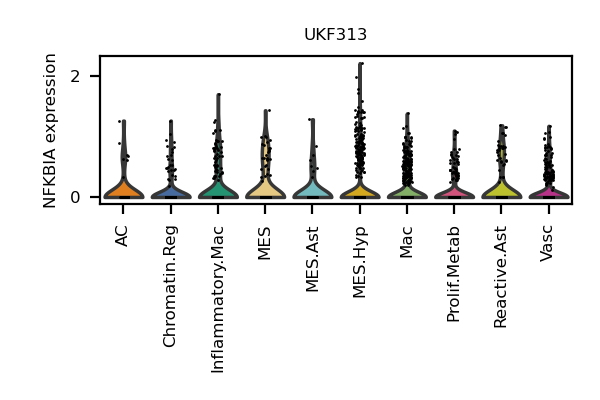 UKF313
NFKBIA expression
2
0
AC
Chromatin.Reg
Inflammatory.Mac
MES
MES.Ast
MES.Hyp
Mac
Prolif.Metab
Reactive.Ast
Vasc